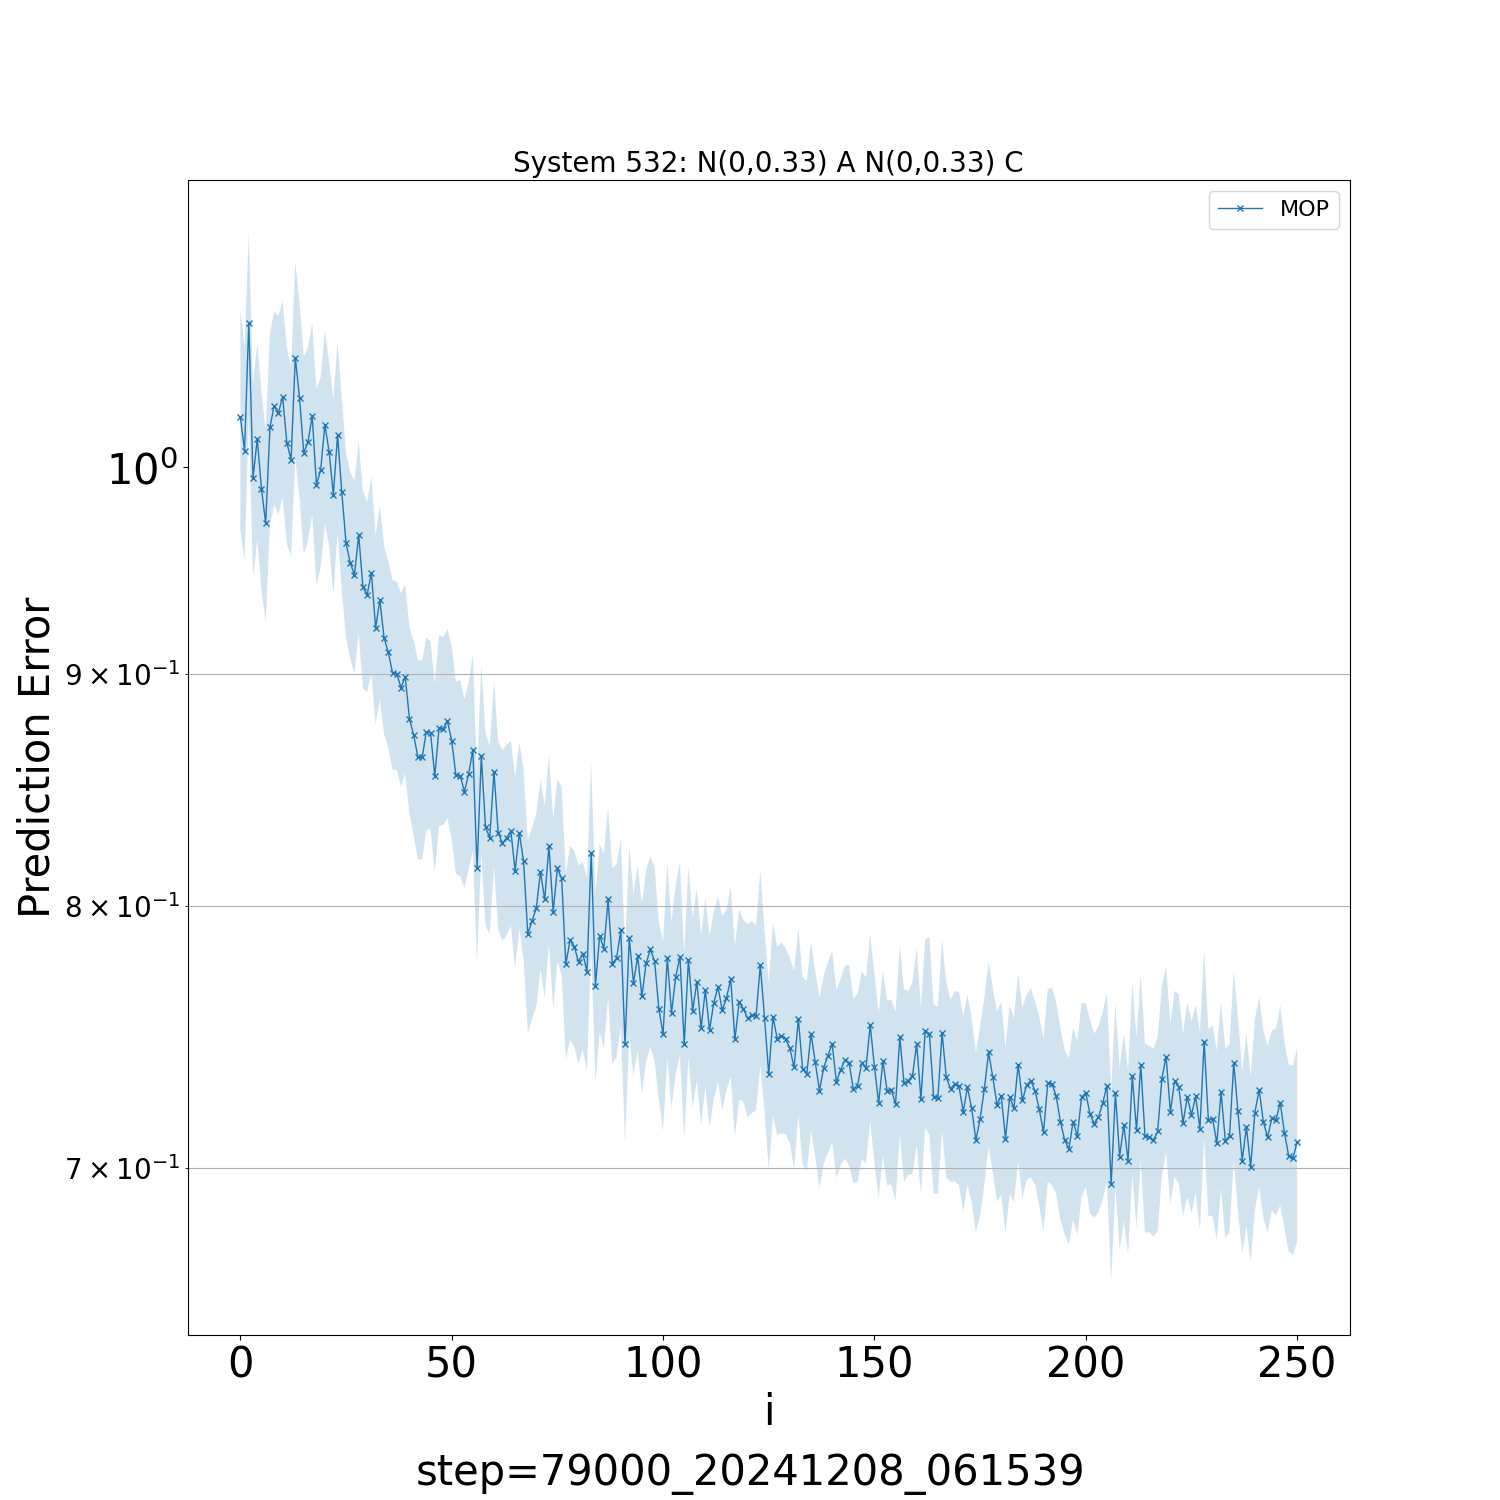 System 532: N(0,0.33) A N(0,0.33) C
MOP
Prediction Error
10⁰
9 × 10⁻¹
8 × 10⁻¹
7 × 10⁻¹
0 50 100 150 200 250
i
step=79000_20241208_061539